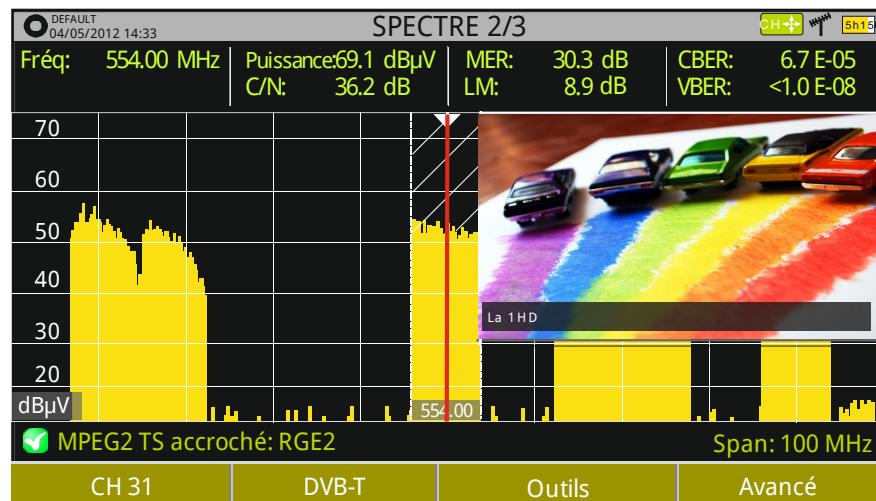 DEFAULT
04/05/2012 14:33
SPECTRE 2/3
CH
5h15
Fréq: 554.00 MHz
Puissance:69.1 dBµV
C/N: 36.2 dB
MER: 30.3 dB
LM: 8.9 dB
CBER: 6.7 E-05
VBER: <1.0 E-08
70
60
50
40
30
20
dBµV
La 1HD
554.00
MPEG2 TS accroché: RGE2
Span: 100 MHz
CH 31
DVB-T
Outils
Avancé